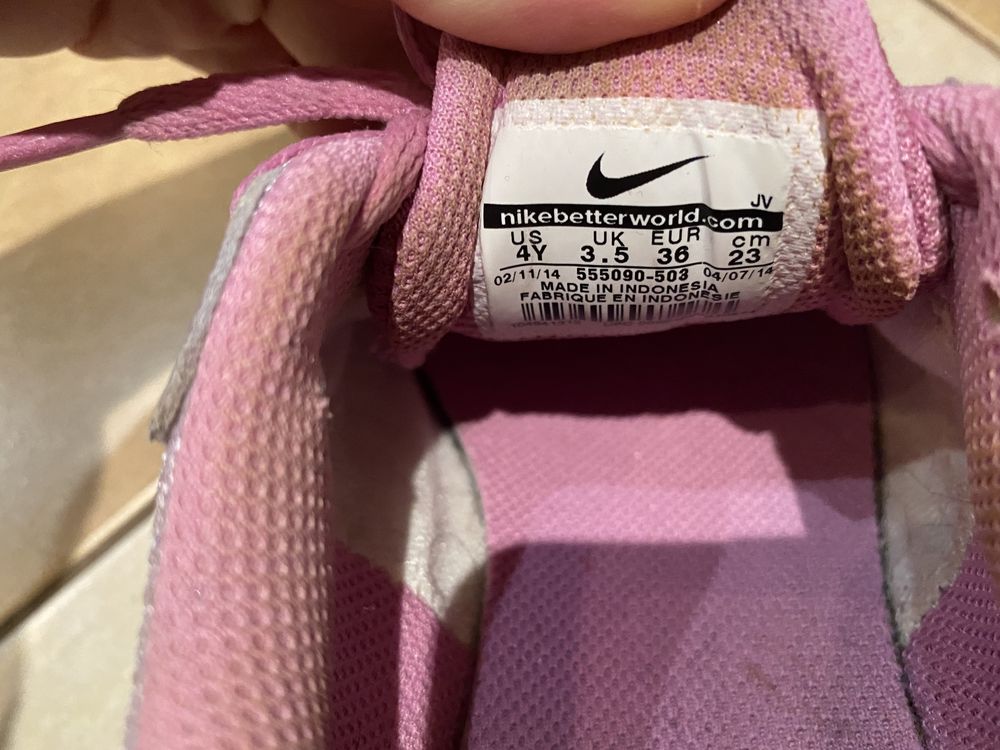 JV
nikebetterworld.com
US UK EUR cm
4Y 3.5 36 23
02/11/14 555090-503 04/07/14
MADE IN INDONESIA
FABRIQUE EN INDONESIE